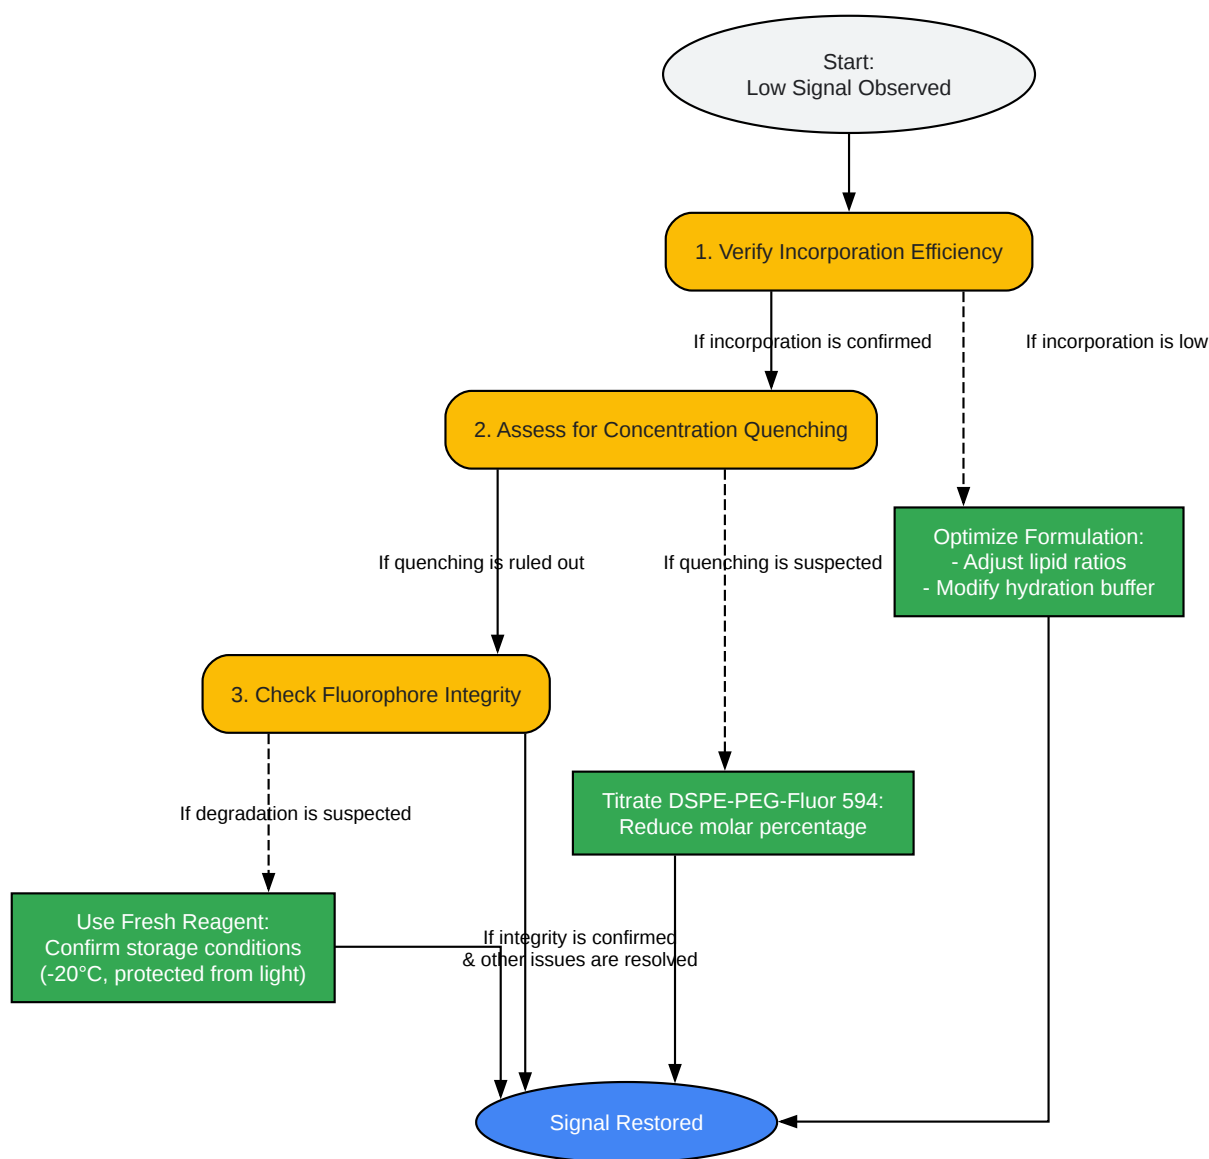 Start:
Low Signal Observed
1. Verify Incorporation Efficiency
If incorporation is confirmed
If incorporation is low
2. Assess for Concentration Quenching
Optimize Formulation:
- Adjust lipid ratios
- Modify hydration buffer
If quenching is ruled out
If quenching is suspected
3. Check Fluorophore Integrity
Titrate DSPE-PEG-Fluor 594:
Reduce molar percentage
If degradation is suspected
Use Fresh Reagent:
Confirm storage conditions
(-20°C, protected from light)
If integrity is confirmed
& other issues are resolved
Signal Restored